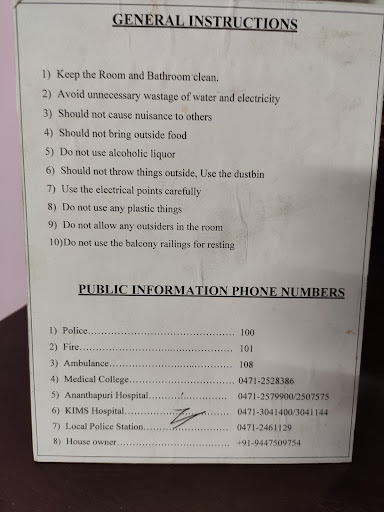 GENERAL INSTRUCTIONS
1) Keep the Room and Bathroom clean.
2) Avoid unnecessary wastage of water and electricity
3) Should not cause nuisance to others
4) Should not bring outside food
5) Do not use alcoholic liquor
6) Should not throw things outside, Use the dustbin
7) Use the electrical points carefully
8) Do not use any plastic things
9) Do not allow any outsiders in the room
10)Do not use the balcony railings for resting
PUBLIC INFORMATION PHONE NUMBERS
1) Police................................. 100
2) Fire.................................... 101
3) Ambulance......................... 108
4) Medical College.................. 0471-2528386
5) Ananthapuri Hospital............ 0471-2579900/2507575
6) KIMS Hospital..................... 0471-3041400/3041144
7) Local Police Station.............. 0471-2461129
8) House owner....................... +91-9447509754